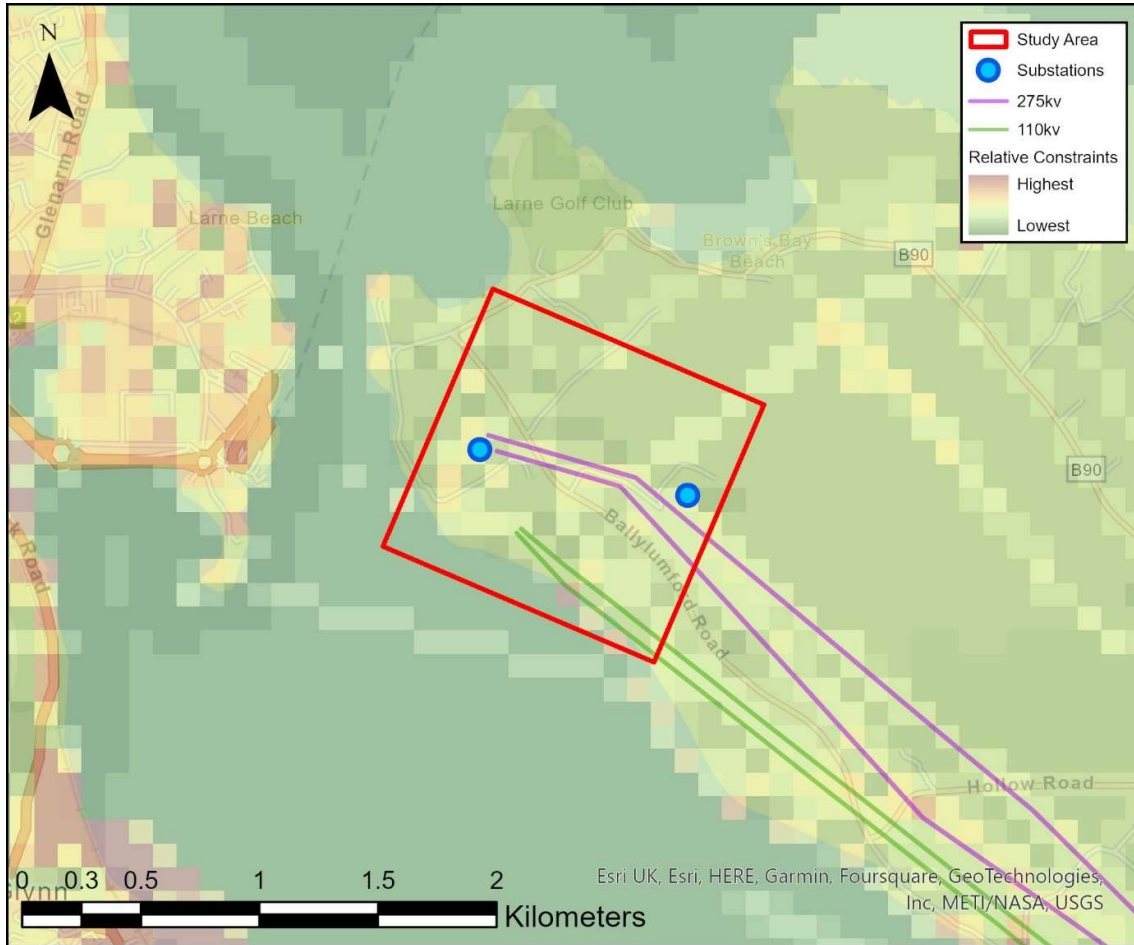 N
Study Area
Substations
275kv
110kv
Relative Constraints
Highest
Lowest
Glenarm Road
Larne Beach
Larne Golf Club
Brown's Bay
Beach
B90
B90
Ballylumford Road
Hollow Road
Road
Glynn
0 0.3 0.5 1 1.5 2
Kilometers
Esri UK, Esri, HERE, Garmin, Foursquare, GeoTechnologies,
Inc, METI/NASA, USGS